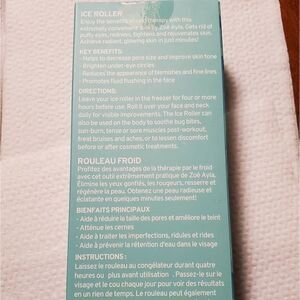 ICE ROLLER
Enjoy the benefits of cold therapy with this
extremely convenient tool by Zoë Ayla. Gets rid of
puffy eyes, redness, tightens and rejuvenates skin.
Achieve radiant, glowing skin in just minutes!
KEY BENEFITS:
- Helps to decrease pore size and improve skin tone
- Brighten under-eye circles
- Reduces the appearance of blemishes and fine lines
- Promotes fluid flushing in the face
DIRECTIONS:
Leave your ice roller in the freezer for four or more
hours before use. Roll it over your face and neck
daily for visible improvements. The Ice Roller can
also be used on the body to soothe bug bites,
sun-burn, tense or sore muscles post-workout,
treat bruises and aches, or to lessen discomfort
before or after cosmetic treatments.
ROULEAU FROID
Profitez des avantages de la thérapie par le froid
avec cet outil extrêmement pratique de Zoë Ayla.
Élimine les yeux gonflés, les rougeurs, resserre et
régénère la peau. Obtenez une peau radieuse et
éclatante en quelques minutes seulement!
BIENFAITS PRINCIPAUX
- Aide à réduire la taille des pores et améliore le teint
- Atténue les cernes
- Aide à traiter les imperfections, ridules et rides
- Aide à prévenir la rétention d'eau dans le visage
INSTRUCTIONS :
Laissez le rouleau au congélateur durant quatre
heures ou plus avant utilisation . Passez-le sur le
visage et le cou chaque jour pour voir des résultats
en un rien de temps. Le rouleau peut également